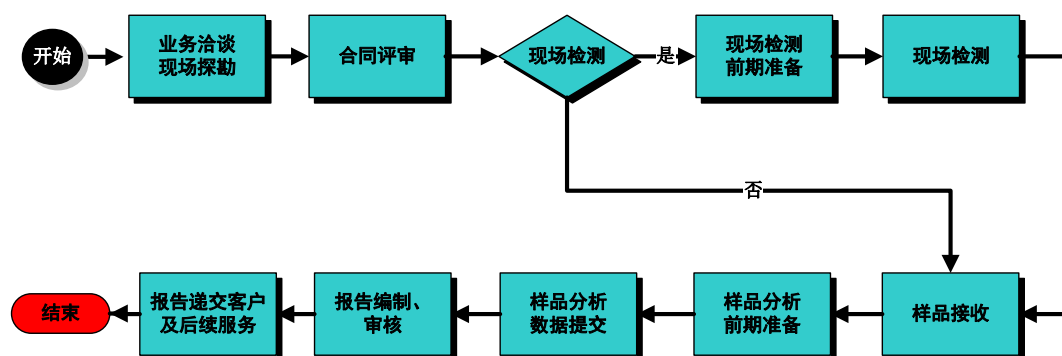 开始
业务洽谈
现场探勘
合同评审
现场检测
是
现场检测
前期准备
现场检测
否
结束
报告递交客户
及后续服务
报告编制、
审核
样品分析
数据提交
样品分析
前期准备
样品接收